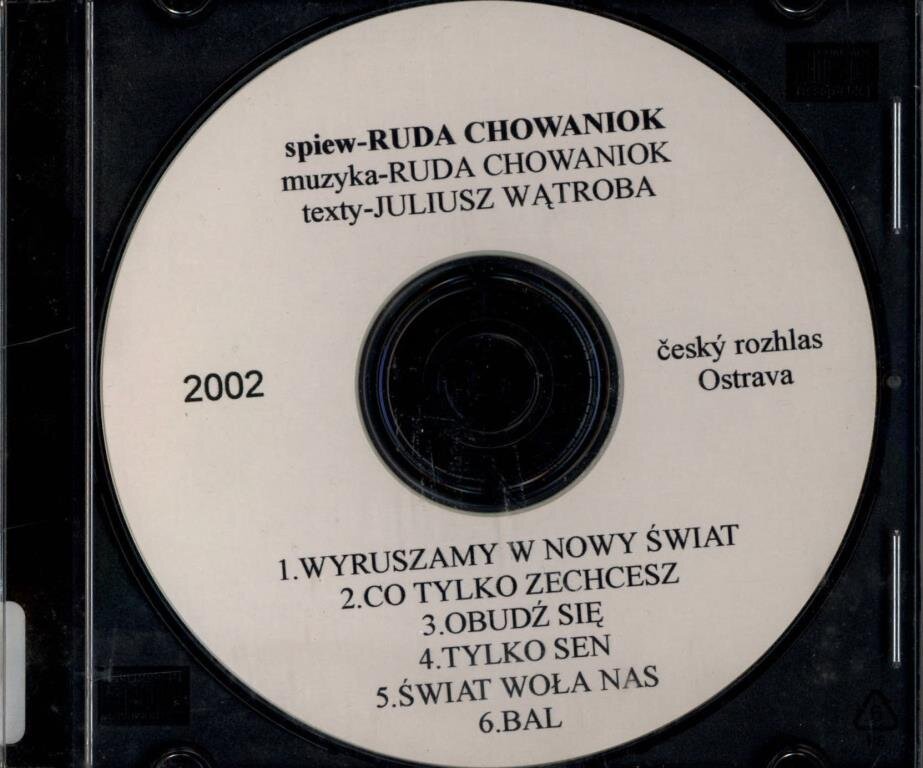 spiew-RUDA CHOWANIOK
muzyka-RUDA CHOWANIOK
texty-JULIUSZ WĄTROBA
2002
český rozhlas
Ostrava
1.WYRUSZAMY W NOWY ŚWIAT
2.CO TYLKO ZECHCESZ
3.OBUDŹ SIĘ
4.TYLKO SEN
5.ŚWIAT WOŁA NAS
6.BAL